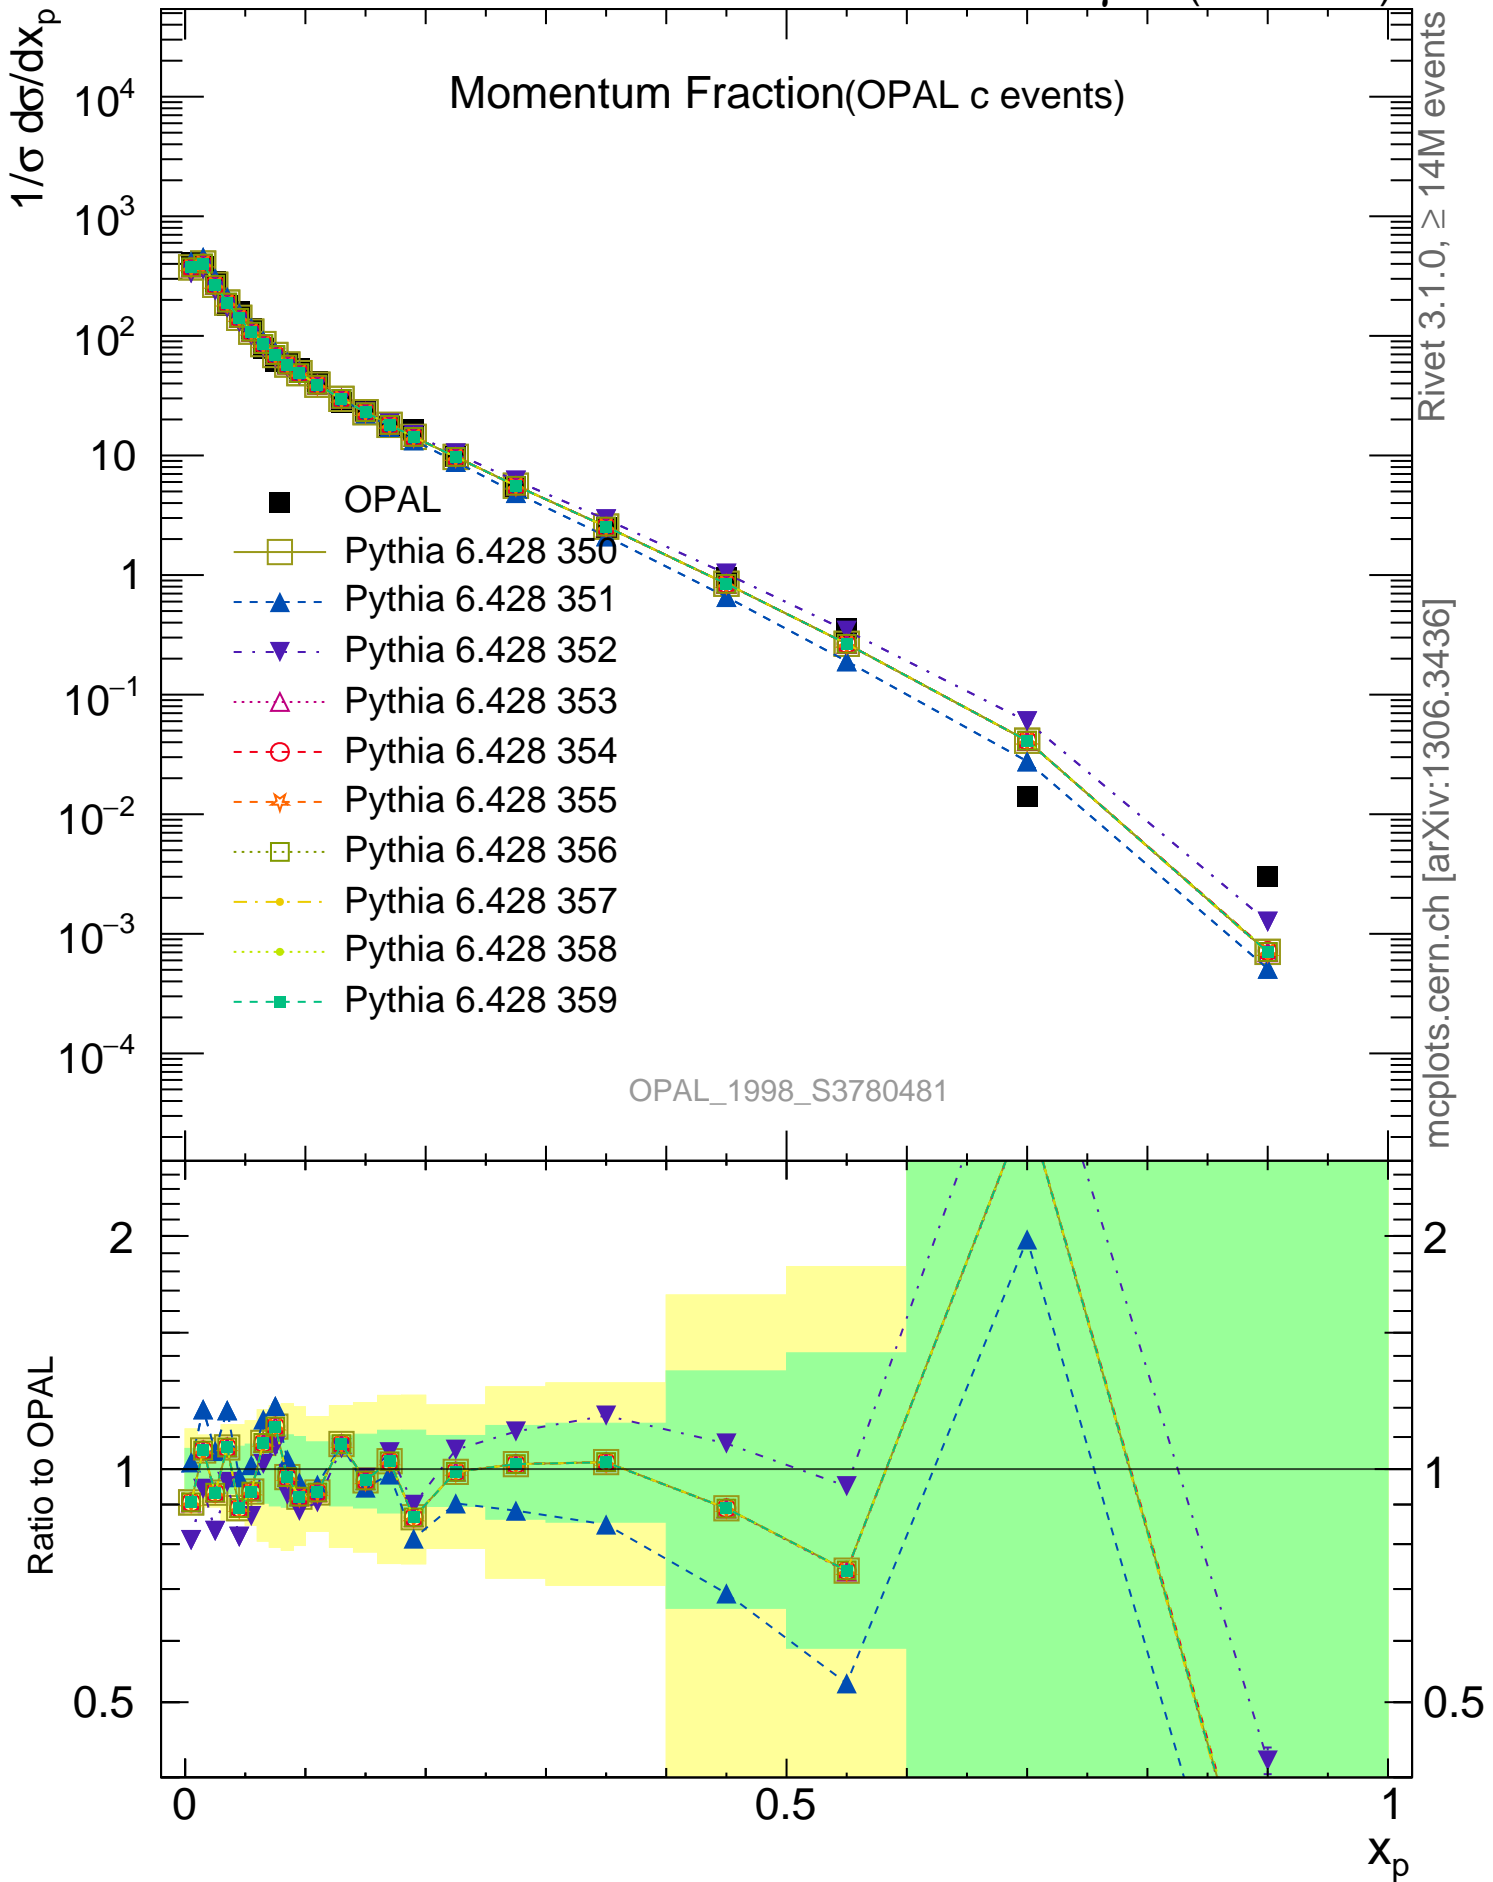 1/σ dσ/dxp
Momentum Fraction(OPAL c events)
10^4
10^3
10^2
10
1
10^−1
10^−2
10^−3
10^−4
OPAL
Pythia 6.428 350
Pythia 6.428 351
Pythia 6.428 352
Pythia 6.428 353
Pythia 6.428 354
Pythia 6.428 355
Pythia 6.428 356
Pythia 6.428 357
Pythia 6.428 358
Pythia 6.428 359
OPAL_1998_S3780481
Rivet 3.1.0, ≥ 14M events
mcplots.cern.ch [arXiv:1306.3436]
Ratio to OPAL
2
1
0.5
2
1
0.5
0
0.5
1
xp